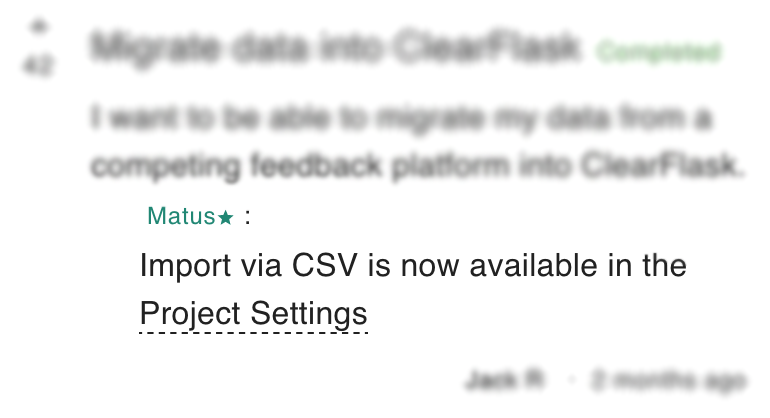 42
Migrate data into ClearFlask Completed
I want to be able to migrate my data from a
competing feedback platform into ClearFlask.
Matus★ :
Import via CSV is now available in the
Project Settings
Jack R · 2 months ago